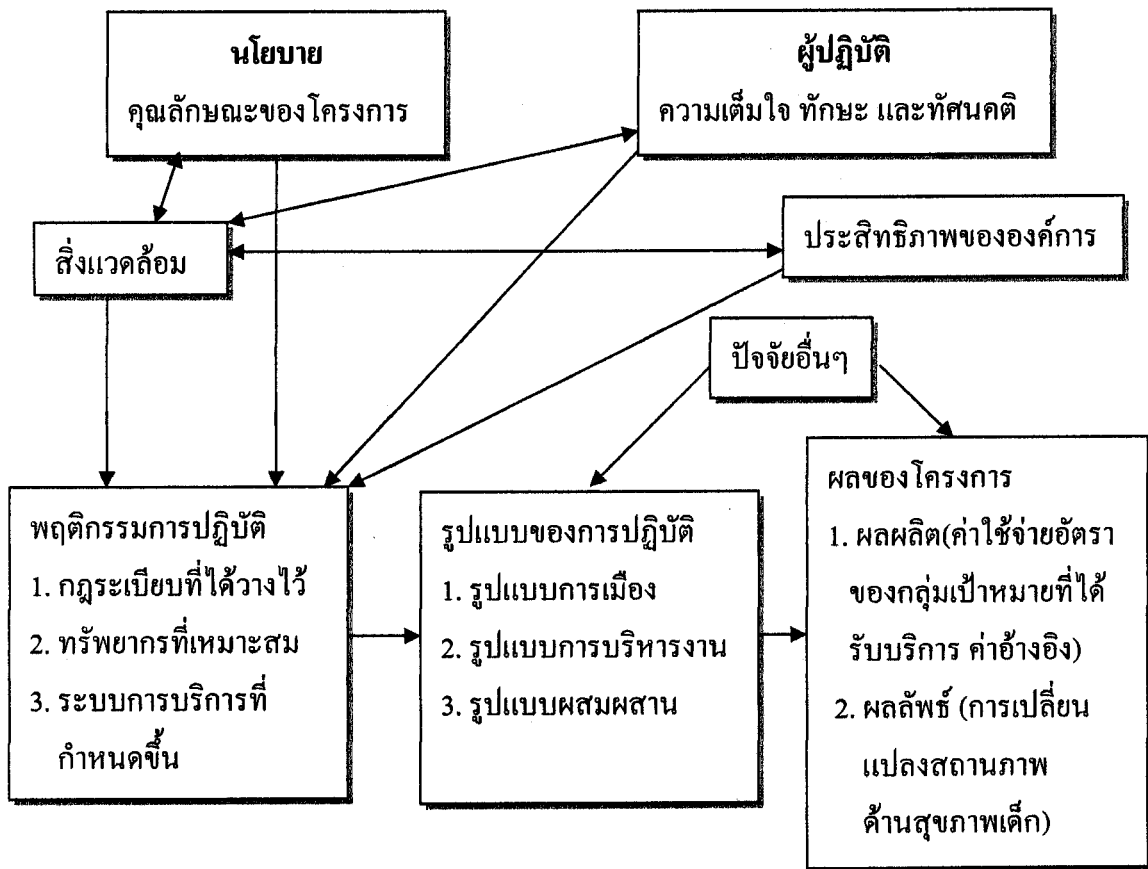 นโยบาย
คุณลักษณะของโครงการ
ผู้ปฏิบัติ
ความเต็มใจ ทักษะ และทัศนคติ
สิ่งแวดล้อม
ประสิทธิภาพขององค์การ
ปัจจัยอื่นๆ
พฤติกรรมการปฏิบัติ
1. กฎระเบียบที่ได้วางไว้
2. ทรัพยากรที่เหมาะสม
3. ระบบการบริการที่
กำหนดขึ้น
รูปแบบของการปฏิบัติ
1. รูปแบบการเมือง
2. รูปแบบการบริหารงาน
3. รูปแบบผสมผสาน
ผลของโครงการ
1. ผลผลิต(ค่าใช้จ่ายอัตรา
ของกลุ่มเป้าหมายที่ได้
รับบริการ ค่าอ้างอิง)
2. ผลลัพธ์ (การเปลี่ยน
แปลงสถานภาพ
ด้านสุขภาพเด็ก)